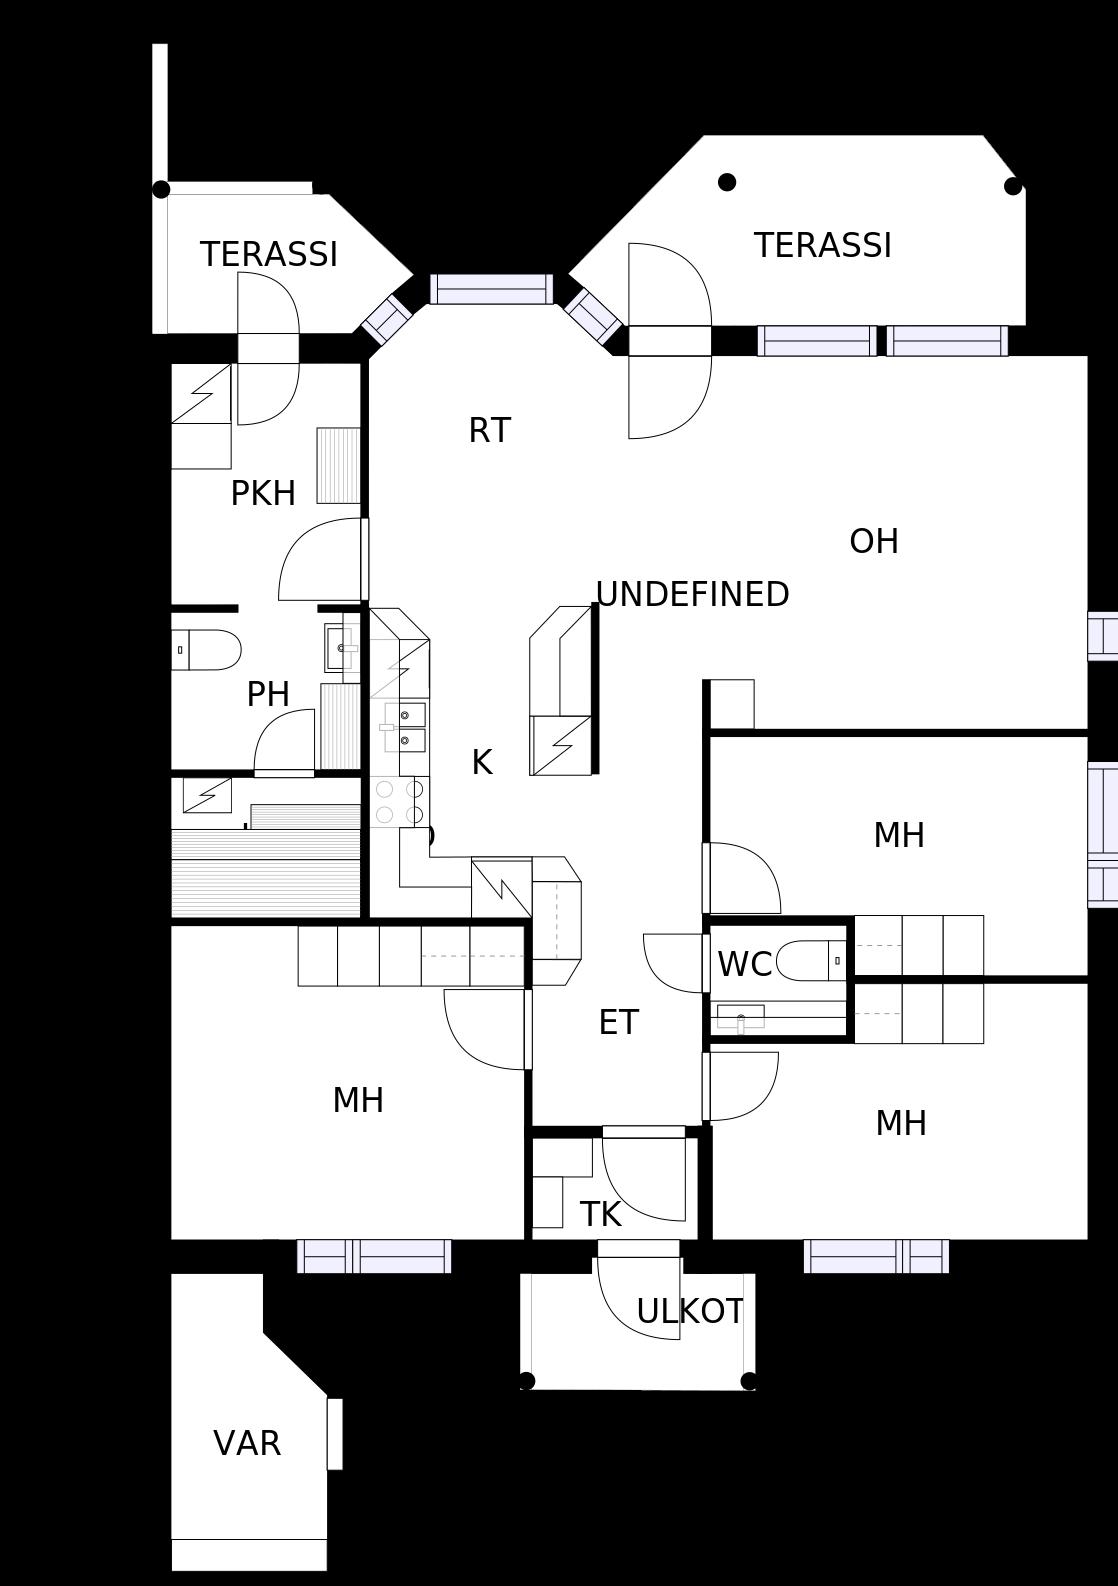 TERASSI
TERASSI
RT
PKH
OH
UNDEFINED
PH
K
MH
WC
ET
MH
MH
TK
ULKOT
VAR